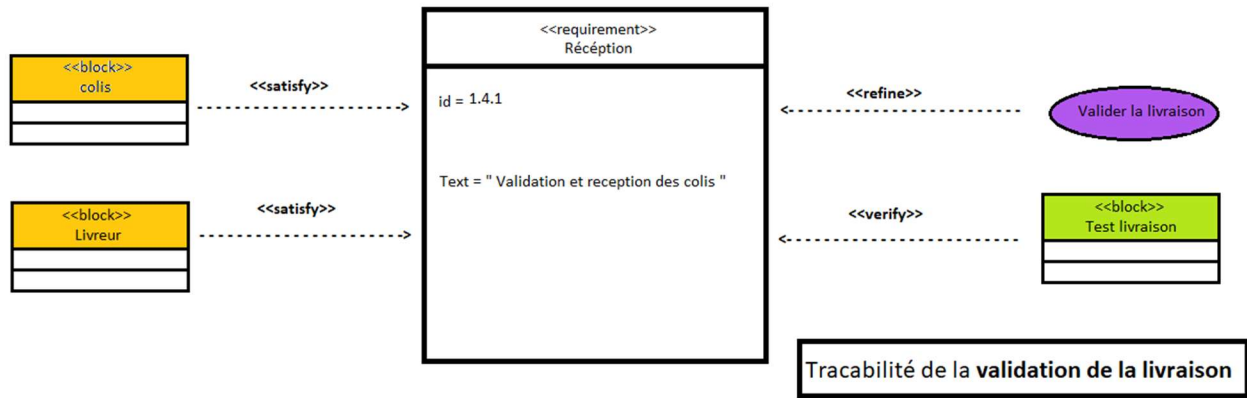 <<block>>
colis
<<satisfy>>
<<block>>
Livreur
<<satisfy>>
<<requirement>>
Récéption
id = 1.4.1
Text = " Validation et reception des colis "
<<refine>>
Valider la livraison
<<verify>>
<<block>>
Test livraison
Tracabilité de la validation de la livraison